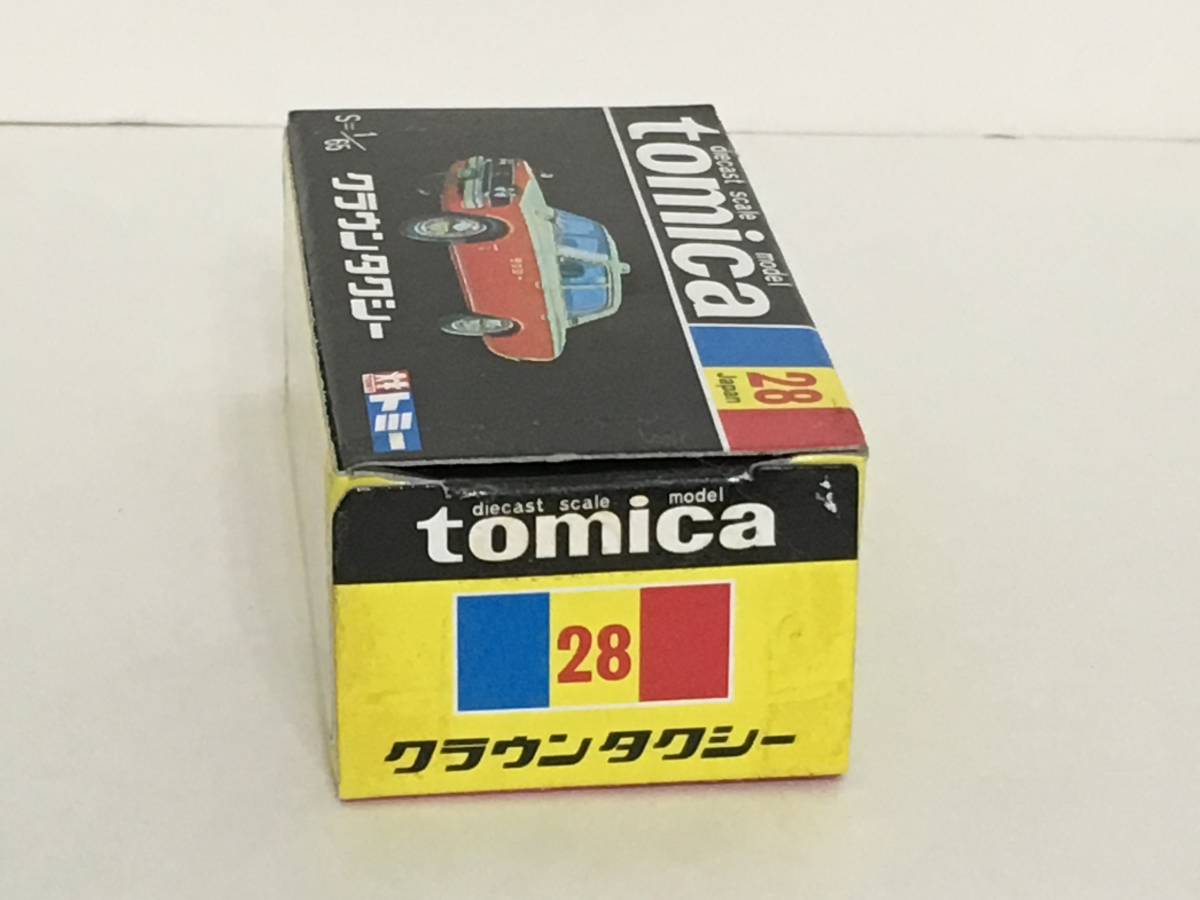 diecast scale model
tomica
28
Japan
S=1/65
クラウンタクシー
トミー
diecast scale model
tomica
28
クラウンタクシー